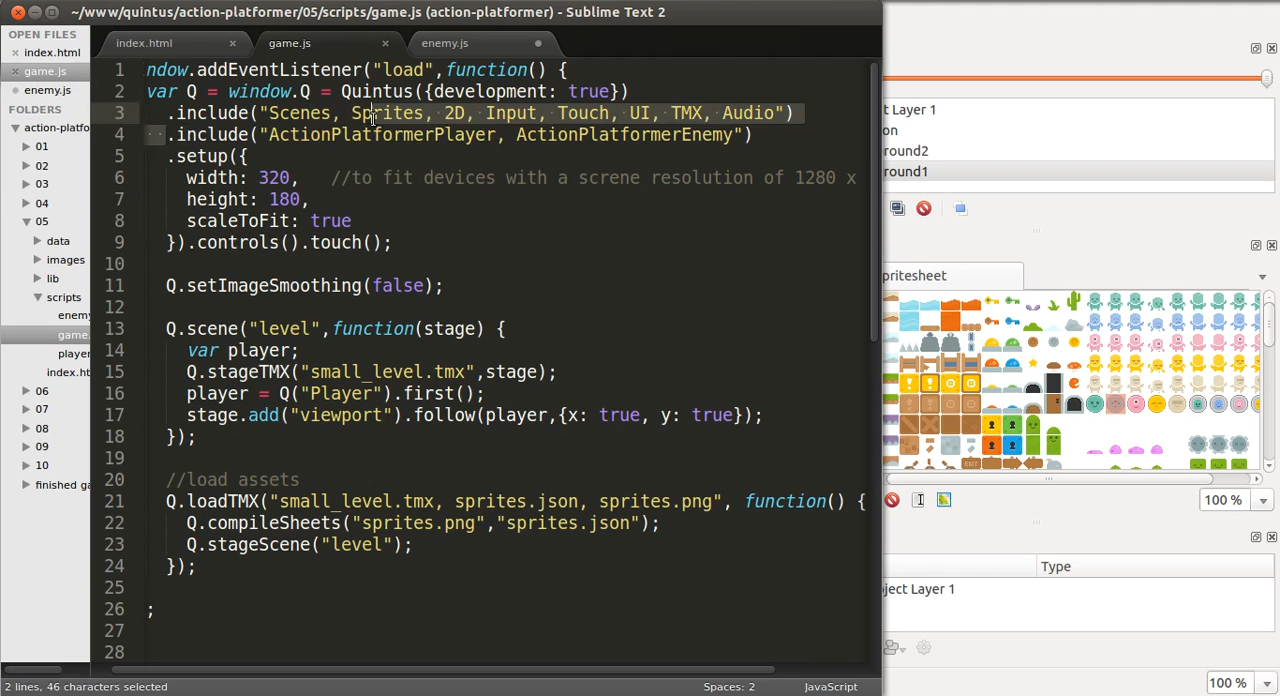 ~/www/quintus/action-platformer/05/scripts/game.js (action-platformer) - Sublime Text 2
OPEN FILES
index.html
game.js
enemy.js
FOLDERS
action-platfo
01
02
03
04
05
data
images
lib
scripts
enemy
game.
player
index.ht
06
07
08
09
10
finished ga
index.html
game.js
enemy.js
1 ndow.addEventListener("load",function() {
2 var Q = window.Q = Quintus({development: true})
3 .include("Scenes, Sprites, 2D, Input, Touch, UI, TMX, Audio")
4 .include("ActionPlatformerPlayer, ActionPlatformerEnemy")
5 .setup({
6 width: 320, //to fit devices with a screne resolution of 1280 x
7 height: 180,
8 scaleToFit: true
9 }).controls().touch();
10
11 Q.setImageSmoothing(false);
12
13 Q.scene("level",function(stage) {
14 var player;
15 Q.stageTMX("small_level.tmx",stage);
16 player = Q("Player").first();
17 stage.add("viewport").follow(player,{x: true, y: true});
18 });
19
20 //load assets
21 Q.loadTMX("small_level.tmx, sprites.json, sprites.png", function() {
22 Q.compileSheets("sprites.png","sprites.json");
23 Q.stageScene("level");
24 });
25
26 ;
27
28
2 lines, 46 characters selected
Spaces: 2
JavaScript
t Layer 1
on
round2
round1
pritesheet
EXIT
100 %
Type
ject Layer 1
100 %